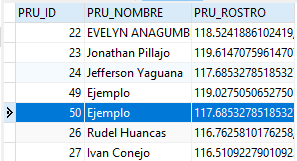 PRU_ID PRU_NOMBRE PRU_ROSTRO
22 EVELYN ANAGUMB 118.5241886102419,
23 Jonathan Pillajo 119.6147075961470
24 Jefferson Yaguana 117.6853278518532
49 Ejemplo 119.0275050652750
50 Ejemplo 117.6853278518532
26 Rudel Huancas 116.7625810176258,
27 Ivan Conejo 116.5109227901092